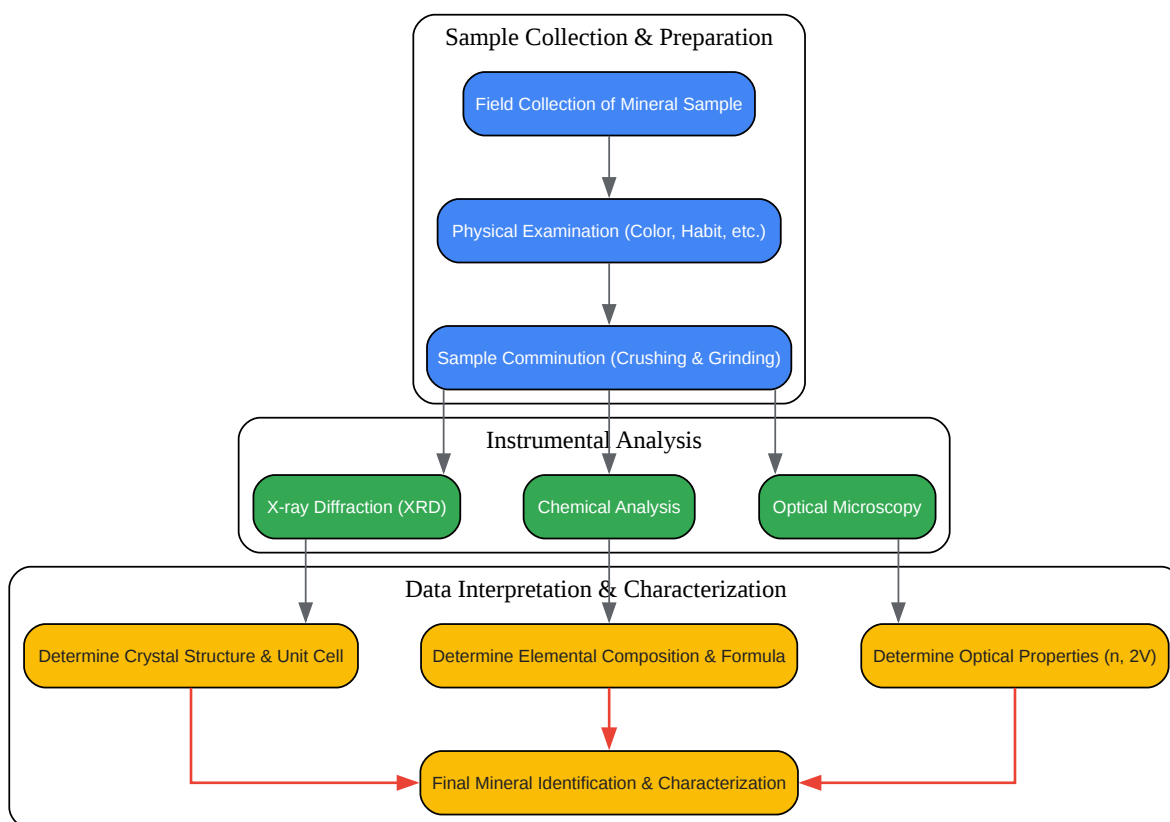 Sample Collection & Preparation
Field Collection of Mineral Sample
Physical Examination (Color, Habit, etc.)
Sample Comminution (Crushing & Grinding)
Instrumental Analysis
X-ray Diffraction (XRD)
Chemical Analysis
Optical Microscopy
Data Interpretation & Characterization
Determine Crystal Structure & Unit Cell
Determine Elemental Composition & Formula
Determine Optical Properties (n, 2V)
Final Mineral Identification & Characterization